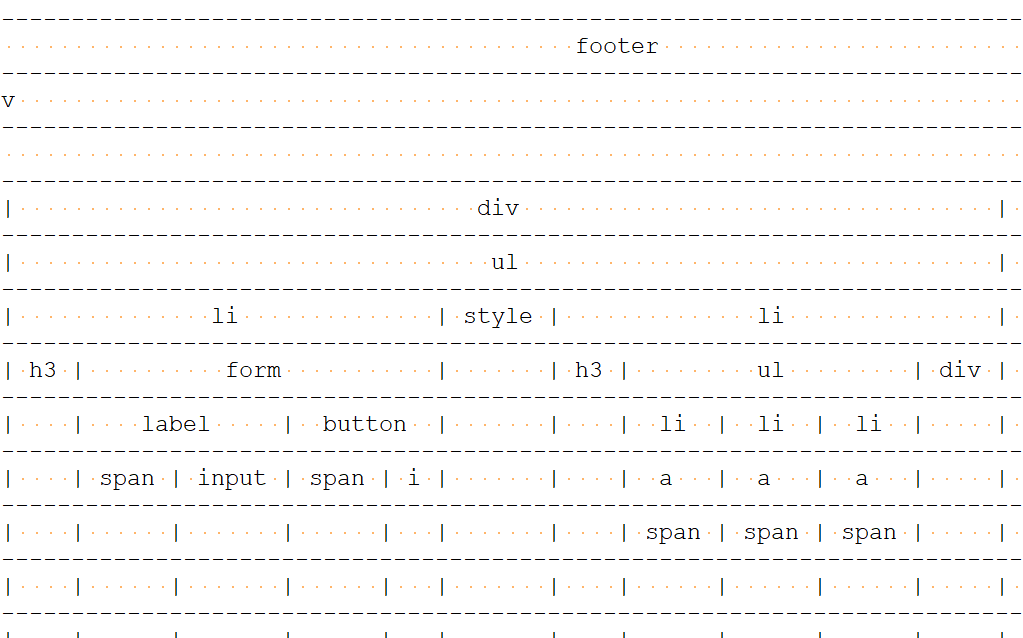 footer
v
div
ul
li style li
h3 form h3 ul div
label button li li li
span input span i a a a
span span span